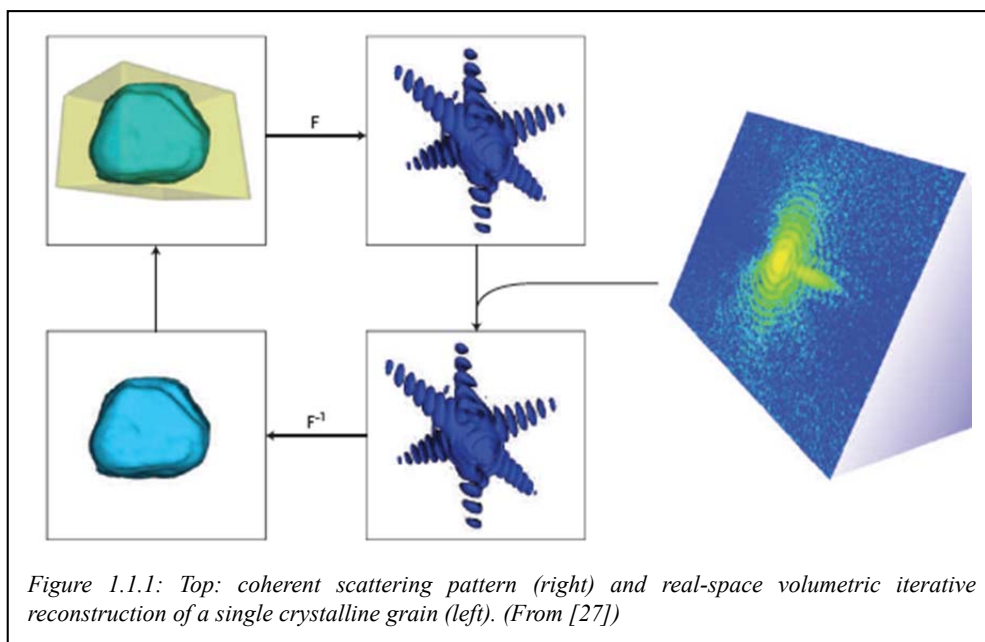 F
F-1
Figure 1.1.1: Top: coherent scattering pattern (right) and real-space volumetric iterative
reconstruction of a single crystalline grain (left). (From [27])